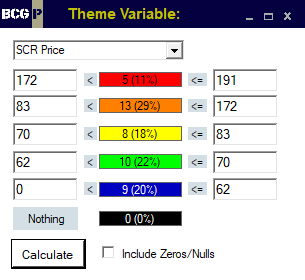 BCG P Theme Variable:
SCR Price
172 < 5 (11%) <= 191
83 < 13 (29%) <= 172
70 < 8 (18%) <= 83
62 < 10 (22%) <= 70
0 < 9 (20%) <= 62
Nothing 0 (0%)
Calculate Include Zeros/Nulls